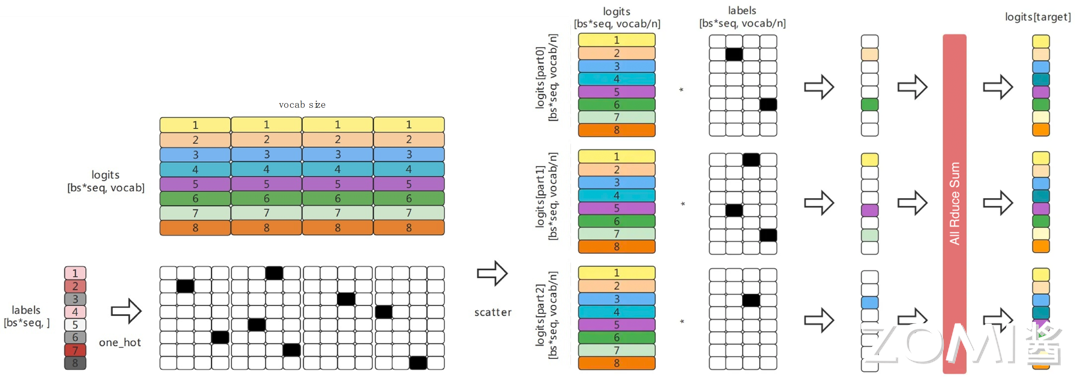 vocab size
logits
[bs*seq, vocab]
1 1 1 1
2 2 2 2
3 3 3 3
4 4 4 4
5 5 5 5
6 6 6 6
7 7 7 7
8 8 8 8
labels
[bs*seq, ]
1
2
3
4
5
6
7
8
one_hot
scatter
logits
[bs*seq, vocab/n]
labels
[bs*seq, vocab/n]
logits[target]
logits[part0]
[bs*seq, vocab/n]
1
2
3
4
5
6
7
8
*
logits[part1]
[bs*seq, vocab/n]
1
2
3
4
5
6
7
8
*
logits[part2]
[bs*seq, vocab/n]
1
2
3
4
5
6
7
8
*
All Rduce Sum
ZOMI酱